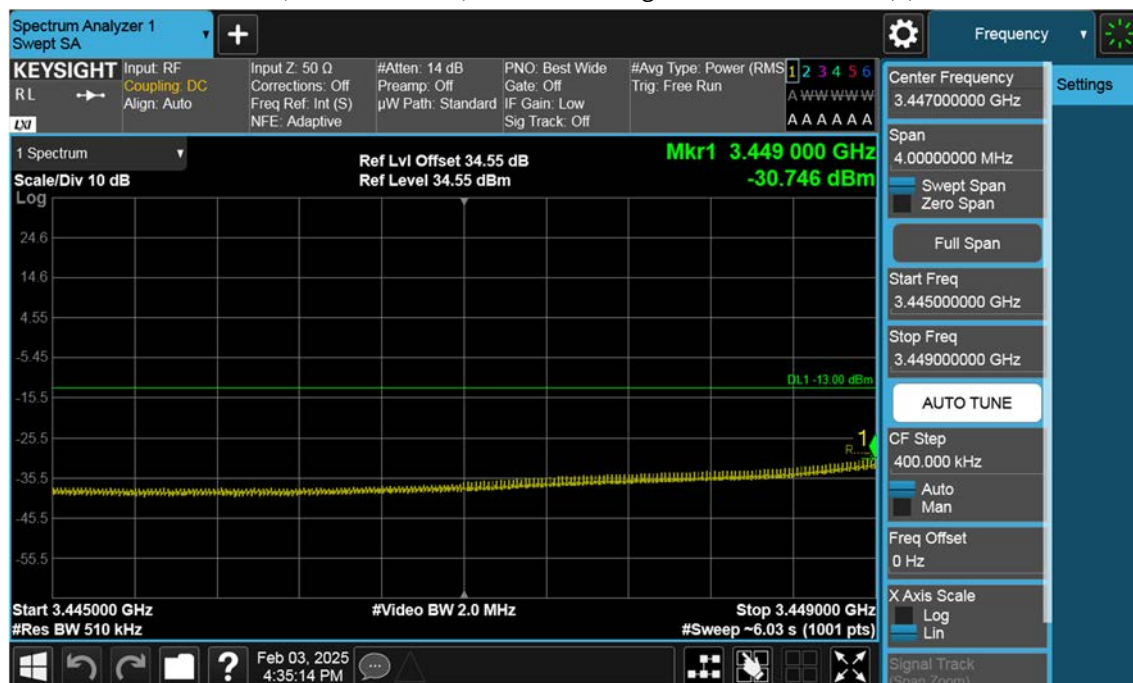 Spectrum Analyzer 1
Swept SA
+
Frequency
KEYSIGHT
RL
LXI
Input: RF
Coupling: DC
Align: Auto
Input Z: 50 Ω
Corrections: Off
Freq Ref: Int (S)
NFE: Adaptive
#Atten: 14 dB
Preamp: Off
µW Path: Standard
PNO: Best Wide
Gate: Off
IF Gain: Low
Sig Track: Off
#Avg Type: Power (RMS
Trig: Free Run
1 2 3 4 5 6
A W W W W W
A A A A A A
1 Spectrum
Scale/Div 10 dB
Log
Ref Lvl Offset 34.55 dB
Ref Level 34.55 dBm
Mkr1 3.449 000 GHz
-30.746 dBm
24.6
14.6
4.55
-5.45
DL1 -13.00 dBm
-15.5
-25.5
1
-35.5
-45.5
-55.5
Start 3.445000 GHz
#Video BW 2.0 MHz
Stop 3.449000 GHz
#Res BW 510 kHz
#Sweep ~6.03 s (1001 pts)
?
Feb 03, 2025
4:35:14 PM
Center Frequency
3.447000000 GHz
Settings
Span
4.00000000 MHz
Swept Span
Zero Span
Full Span
Start Freq
3.445000000 GHz
Stop Freq
3.449000000 GHz
AUTO TUNE
CF Step
400.000 kHz
Auto
Man
Freq Offset
0 Hz
X Axis Scale
Log
Lin
Signal Track
(Span Zoom)